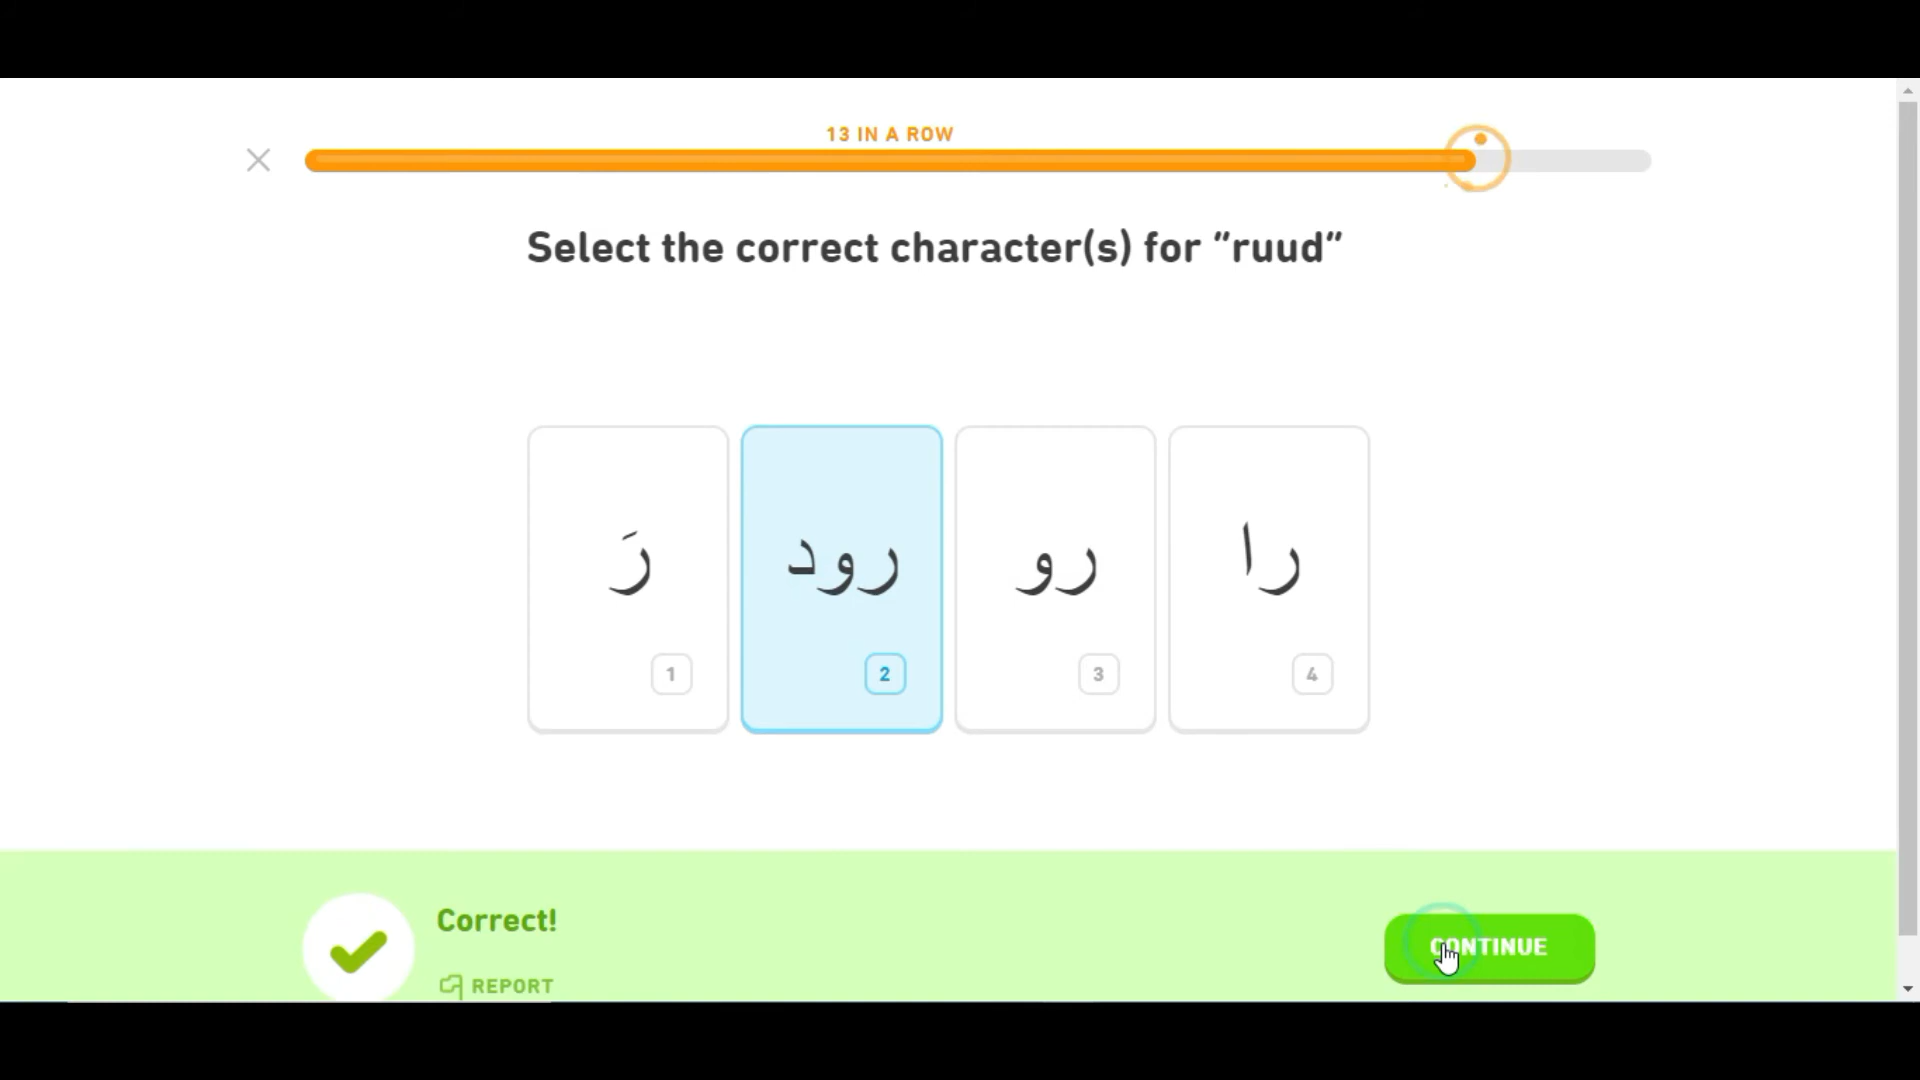 13 IN A ROW
Select the correct character(s) for “ruud”
رَ
رود
رو
را
1
2
3
4
Correct!
REPORT
CONTINUE